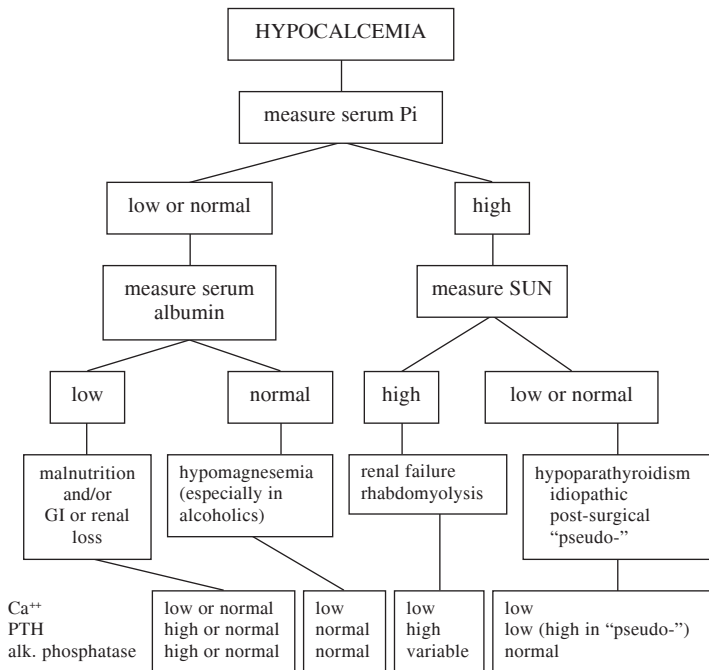 HYPOCALCEMIA
measure serum Pi
low or normal
high
measure serum
albumin
measure SUN
low
normal
high
low or normal
malnutrition
and/or
GI or renal
loss
hypomagnesemia
(especially in
alcoholics)
renal failure
rhabdomyolysis
hypoparathyroidism
idiopathic
post-surgical
“pseudo-”
Ca⁺⁺
PTH
alk. phosphatase
low or normal
high or normal
high or normal
low
normal
normal
low
high
variable
low
low (high in “pseudo-”)
normal